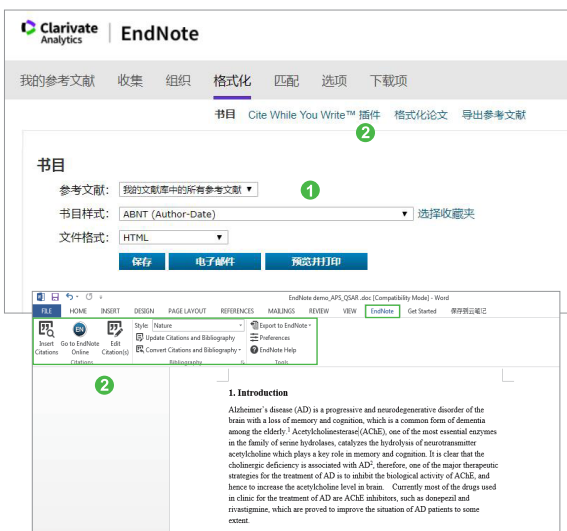 Clarivate
Analytics
EndNote
我的参考文献 收集 组织 格式化 匹配 选项 下载项
书目 Cite While You Write™ 插件 格式化论文 导出参考文献
2
书目
参考文献: 我的文献库中的所有参考文献 ▼
1
书目样式: ABNT (Author-Date) ▼ 选择收藏夹
文件格式: HTML ▼
保存 电子邮件 预览并打印
EndNote demo_APS_QSAR .doc [Compatibility Mode] - Word
FILE HOME INSERT DESIGN PAGE LAYOUT REFERENCES MAILINGS REVIEW VIEW EndNote Get Started 保存到云笔记
Insert Citations
Go to EndNote Online
Edit Citation(s)
Citations
Style: Nature
Update Citations and Bibliography
Convert Citations and Bibliography
Bibliography
Export to EndNote
Preferences
EndNote Help
Tools
2
1. Introduction
Alzheimer's disease (AD) is a progressive and neurodegenerative disorder of the
brain with a loss of memory and cognition, which is a common form of dementia
among the elderly.1 Acetylcholinesterase(AChE), one of the most essential enzymes
in the family of serine hydrolases, catalyzes the hydrolysis of neurotransmitter
acetylcholine which plays a key role in memory and cognition. It is clear that the
cholinergic deficiency is associated with AD2, therefore, one of the major therapeutic
strategies for the treatment of AD is to inhibit the biological activity of AChE, and
hence to increase the acetylcholine level in brain. Currently most of the drugs used
in clinic for the treatment of AD are AChE inhibitors, such as donepezil and
rivastigmine, which are proved to improve the situation of AD patients to some
extent.